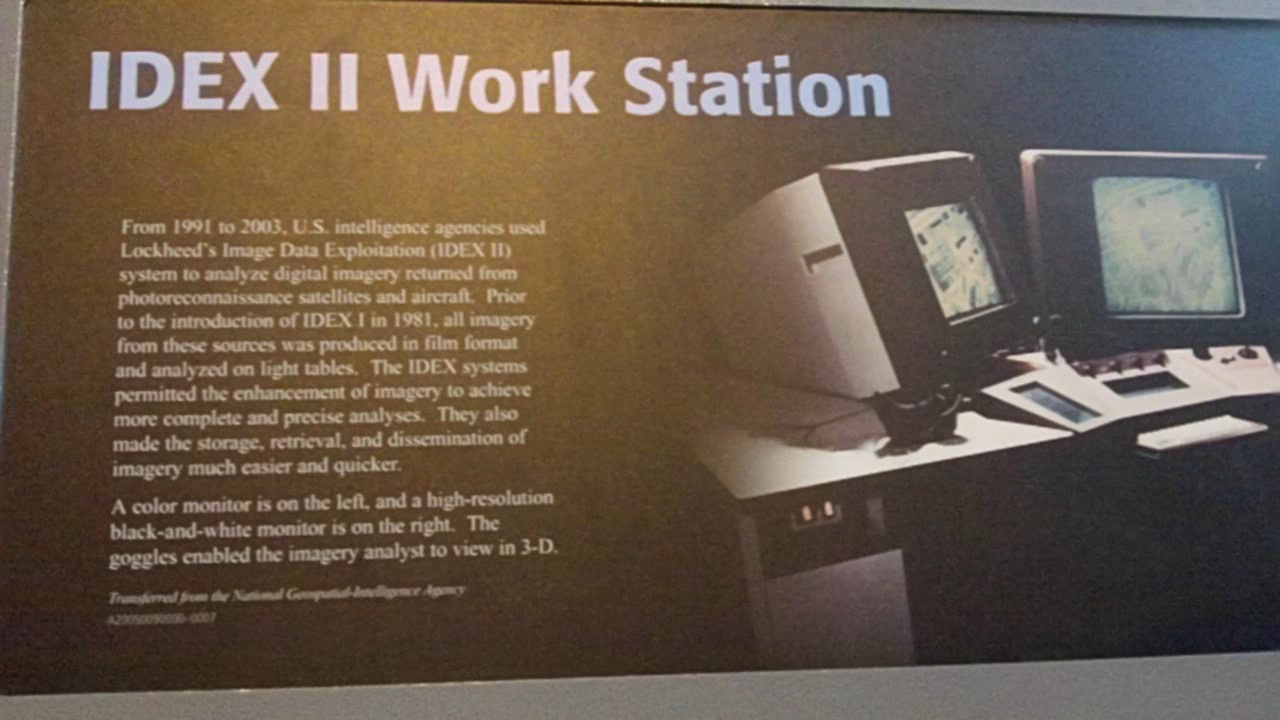 IDEX II Work Station
From 1991 to 2003, U.S. intelligence agencies used
Lockheed's Image Data Exploitation (IDEX II)
system to analyze digital imagery returned from
photoreconnaissance satellites and aircraft. Prior
to the introduction of IDEX I in 1981, all imagery
from these sources was produced in film format
and analyzed on light tables. The IDEX systems
permitted the enhancement of imagery to achieve
more complete and precise analyses. They also
made the storage, retrieval, and dissemination of
imagery much easier and quicker.
A color monitor is on the left, and a high-resolution
black-and-white monitor is on the right. The
goggles enabled the imagery analyst to view in 3-D.
Transferred from the National Geospatial-Intelligence Agency